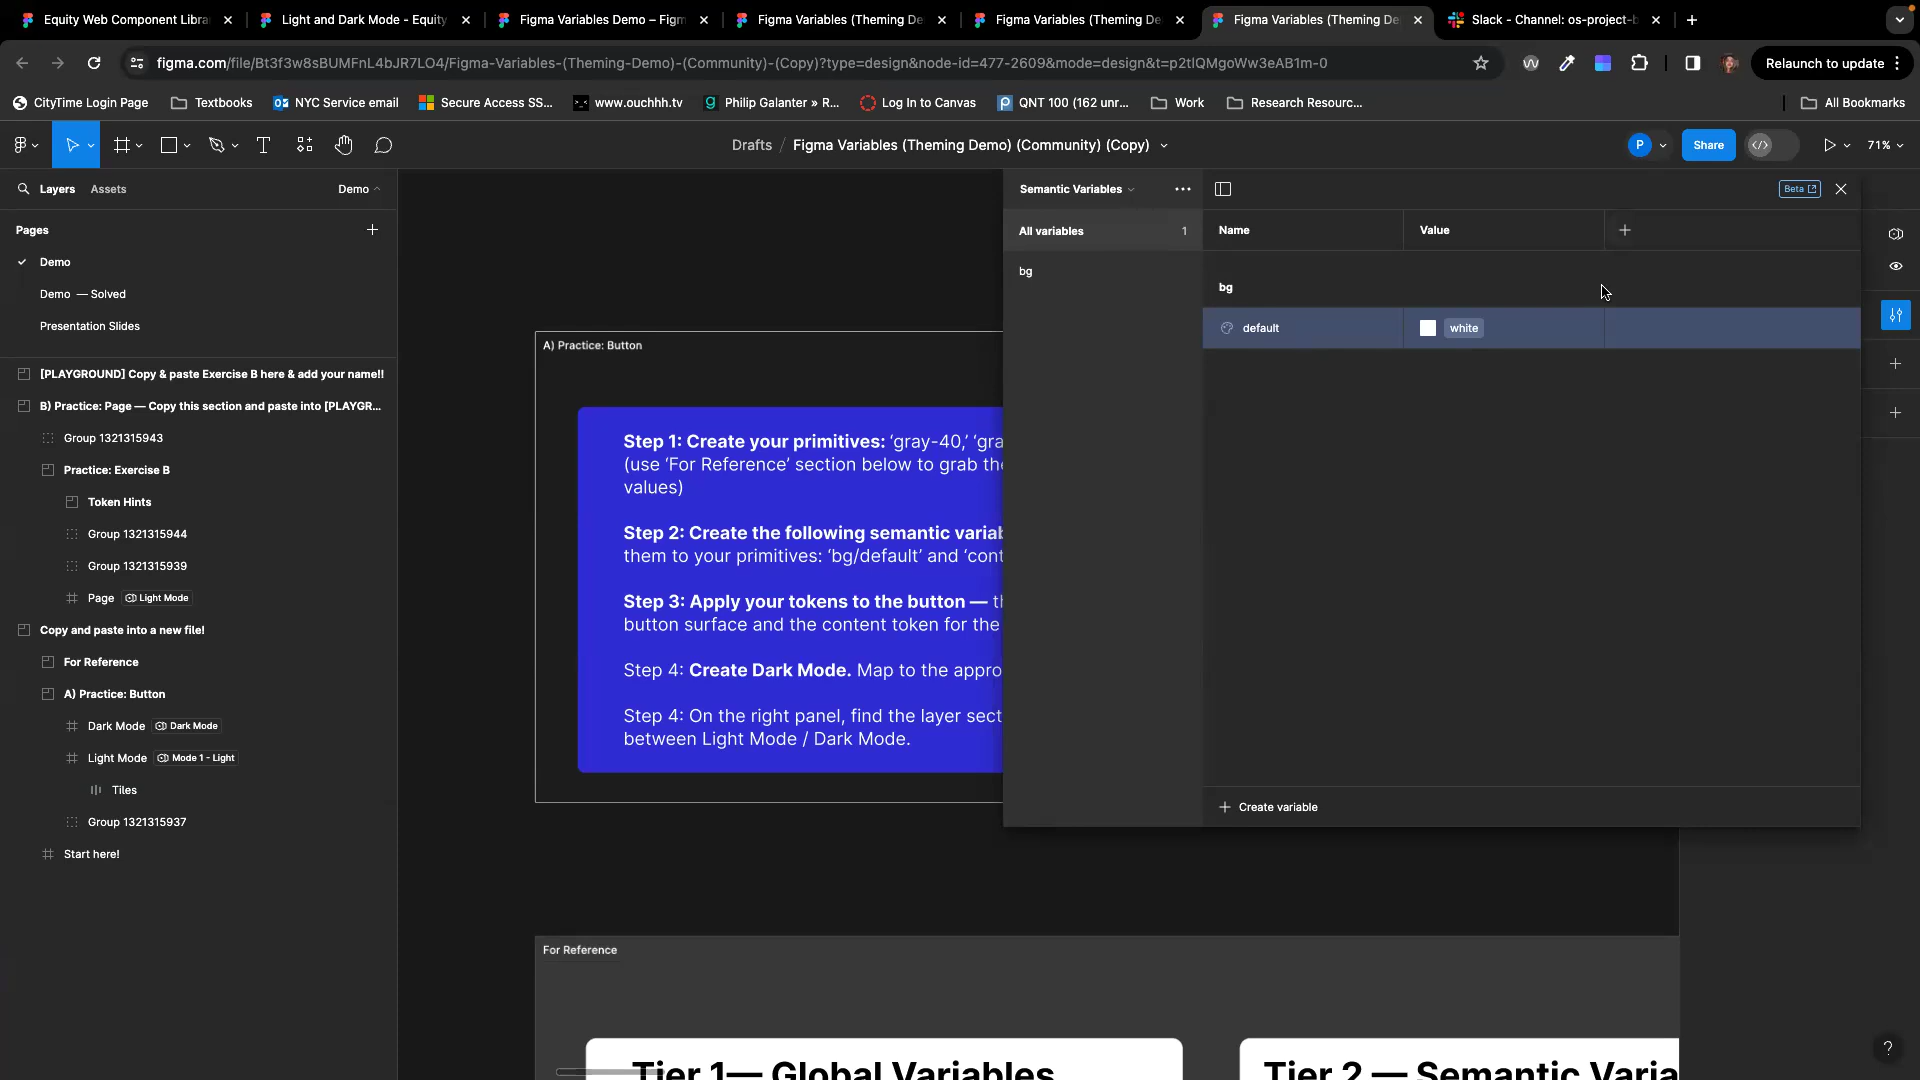 Equity Web Component Libra
Light and Dark Mode - Equity
Figma Variables Demo – Figm
Figma Variables (Theming De
Figma Variables (Theming De
Figma Variables (Theming De
Slack - Channel: os-project-b
figma.com/file/Bt3f3w8sBUMFnL4bJR7LO4/Figma-Variables-(Theming-Demo)-(Community)-(Copy)?type=design&node-id=477-2609&mode=design&t=p2tIQMgoWw3eAB1m-0
Relaunch to update
CityTime Login Page
Textbooks
NYC Service email
Secure Access SS...
www.ouchhh.tv
Philip Galanter » R...
Log In to Canvas
QNT 100 (162 unr...
Work
Research Resourc...
All Bookmarks
Drafts / Figma Variables (Theming Demo) (Community) (Copy)
P
Share
71%
Layers
Assets
Demo
Pages
Demo
Demo — Solved
Presentation Slides
[PLAYGROUND] Copy & paste Exercise B here & add your name!!
B) Practice: Page — Copy this section and paste into [PLAYGR...
Group 1321315943
Practice: Exercise B
Token Hints
Group 1321315944
Group 1321315939
Page Light Mode
Copy and paste into a new file!
For Reference
A) Practice: Button
Dark Mode Dark Mode
Light Mode Mode 1 - Light
Tiles
Group 1321315937
Start here!
A) Practice: Button
Step 1: Create your primitives: ‘gray-40,’ ‘gra
(use ‘For Reference’ section below to grab the
values)
Step 2: Create the following semantic variab
them to your primitives: ‘bg/default’ and ‘cont
Step 3: Apply your tokens to the button — th
button surface and the content token for the
Step 4: Create Dark Mode. Map to the appro
Step 4: On the right panel, find the layer sect
between Light Mode / Dark Mode.
Semantic Variables
Beta
All variables 1
bg
Name
Value
bg
default
white
Create variable
For Reference
Tier 1— Global Variables
Tier 2 — Semantic Varia
?